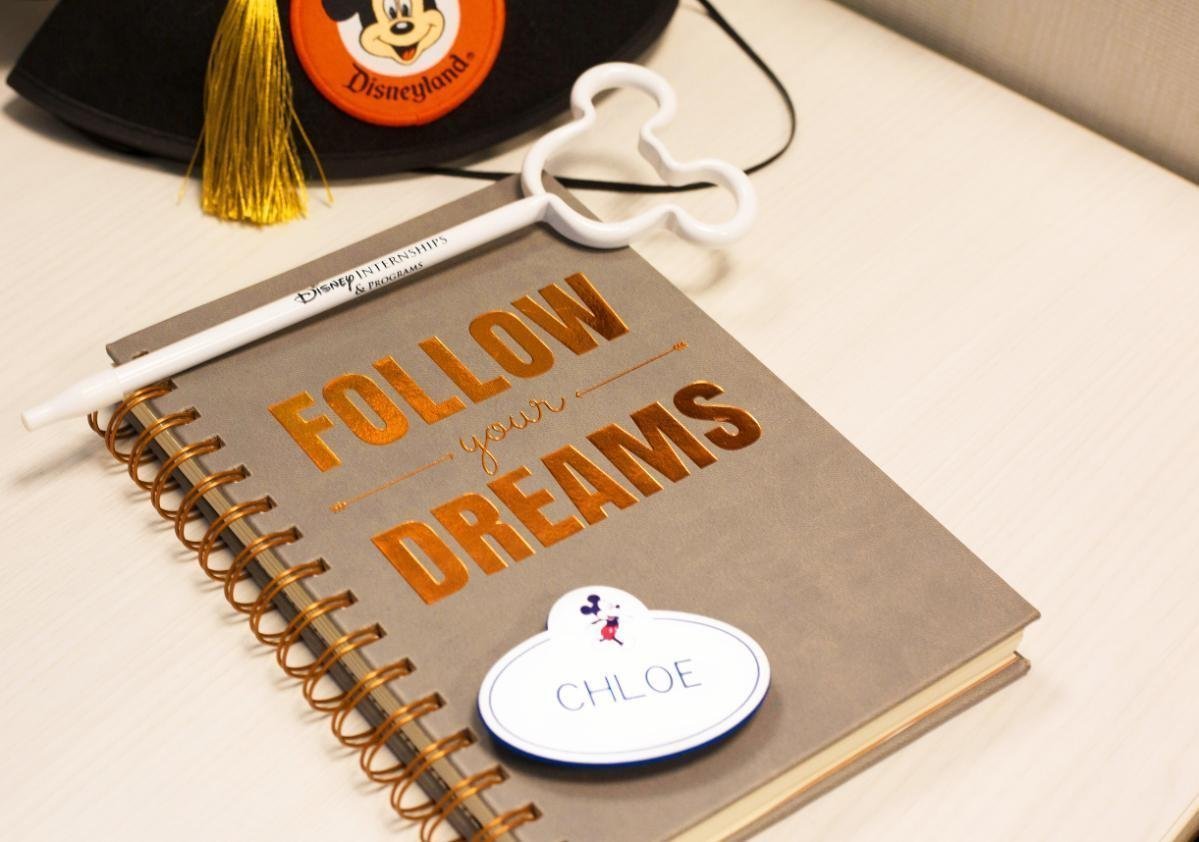 Disneyland®
Disney INTERNSHIPS
& PROGRAMS
FOLLOW
your
DREAMS
CHLOE